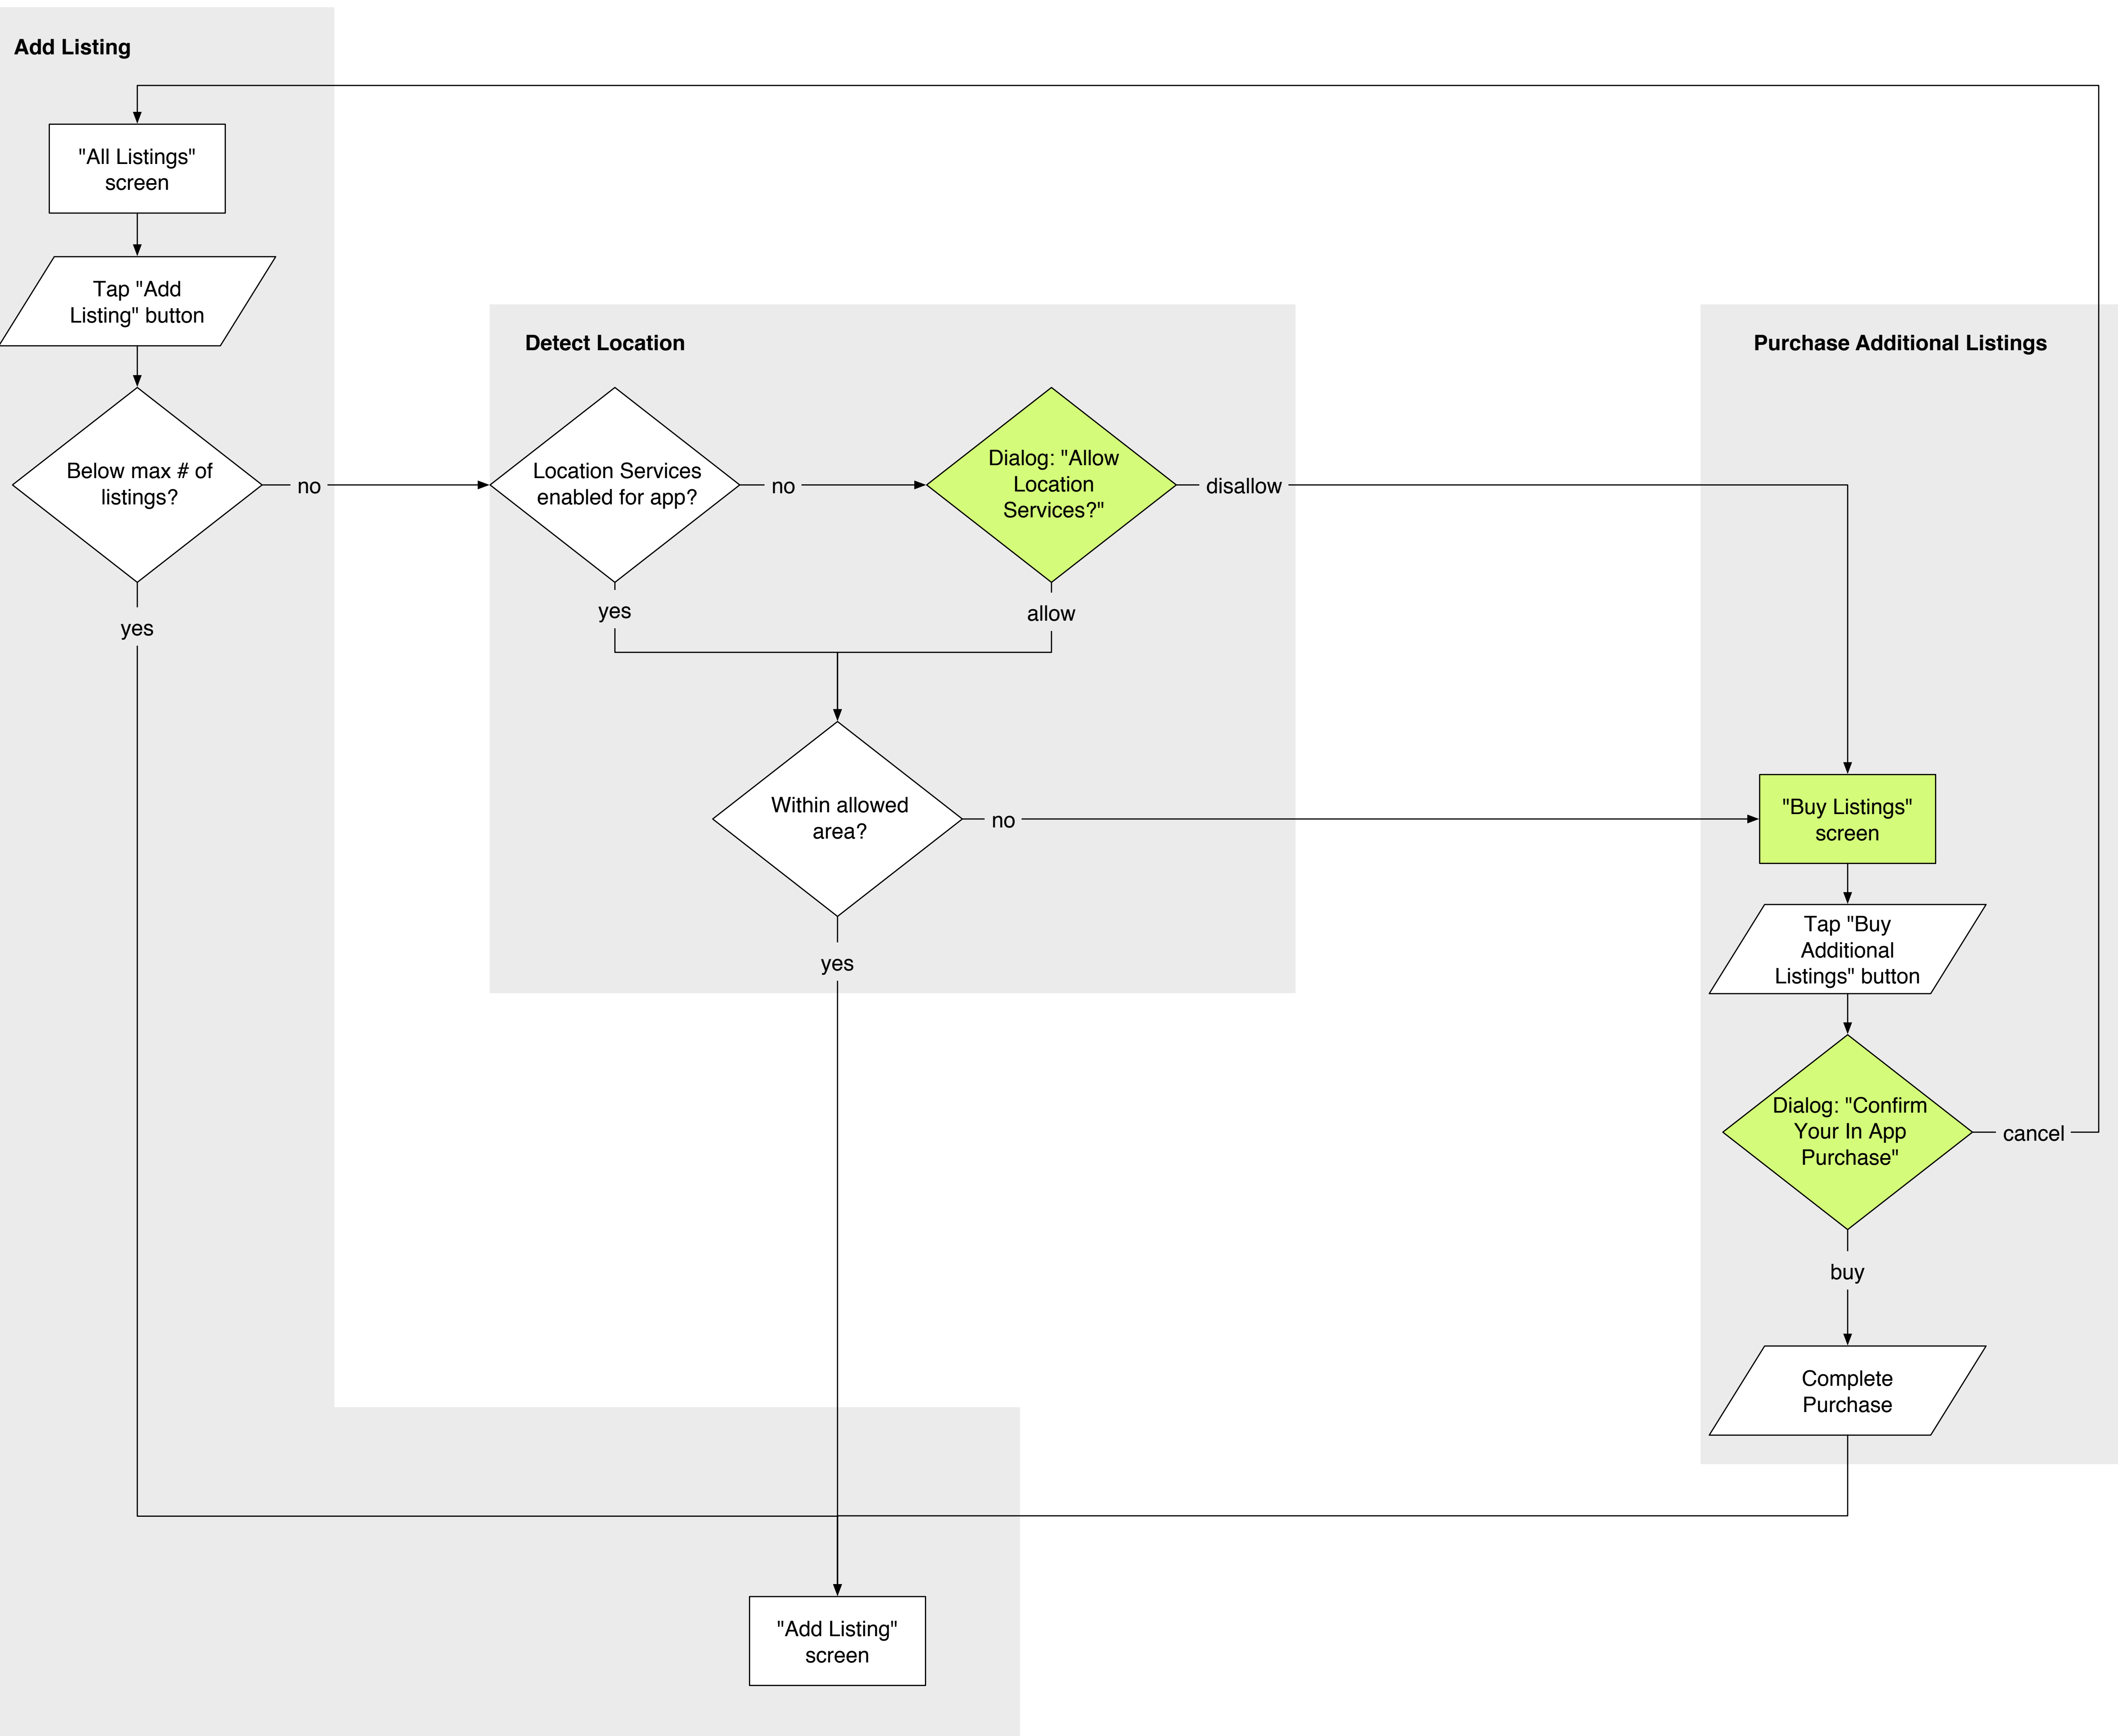 Add Listing
"All Listings"
screen
Tap "Add
Listing" button
Below max # of
listings?
no
yes
Detect Location
Location Services
enabled for app?
no
yes
Dialog: "Allow
Location
Services?"
disallow
allow
Within allowed
area?
no
yes
Purchase Additional Listings
"Buy Listings"
screen
Tap "Buy
Additional
Listings" button
Dialog: "Confirm
Your In App
Purchase"
cancel
buy
Complete
Purchase
"Add Listing"
screen